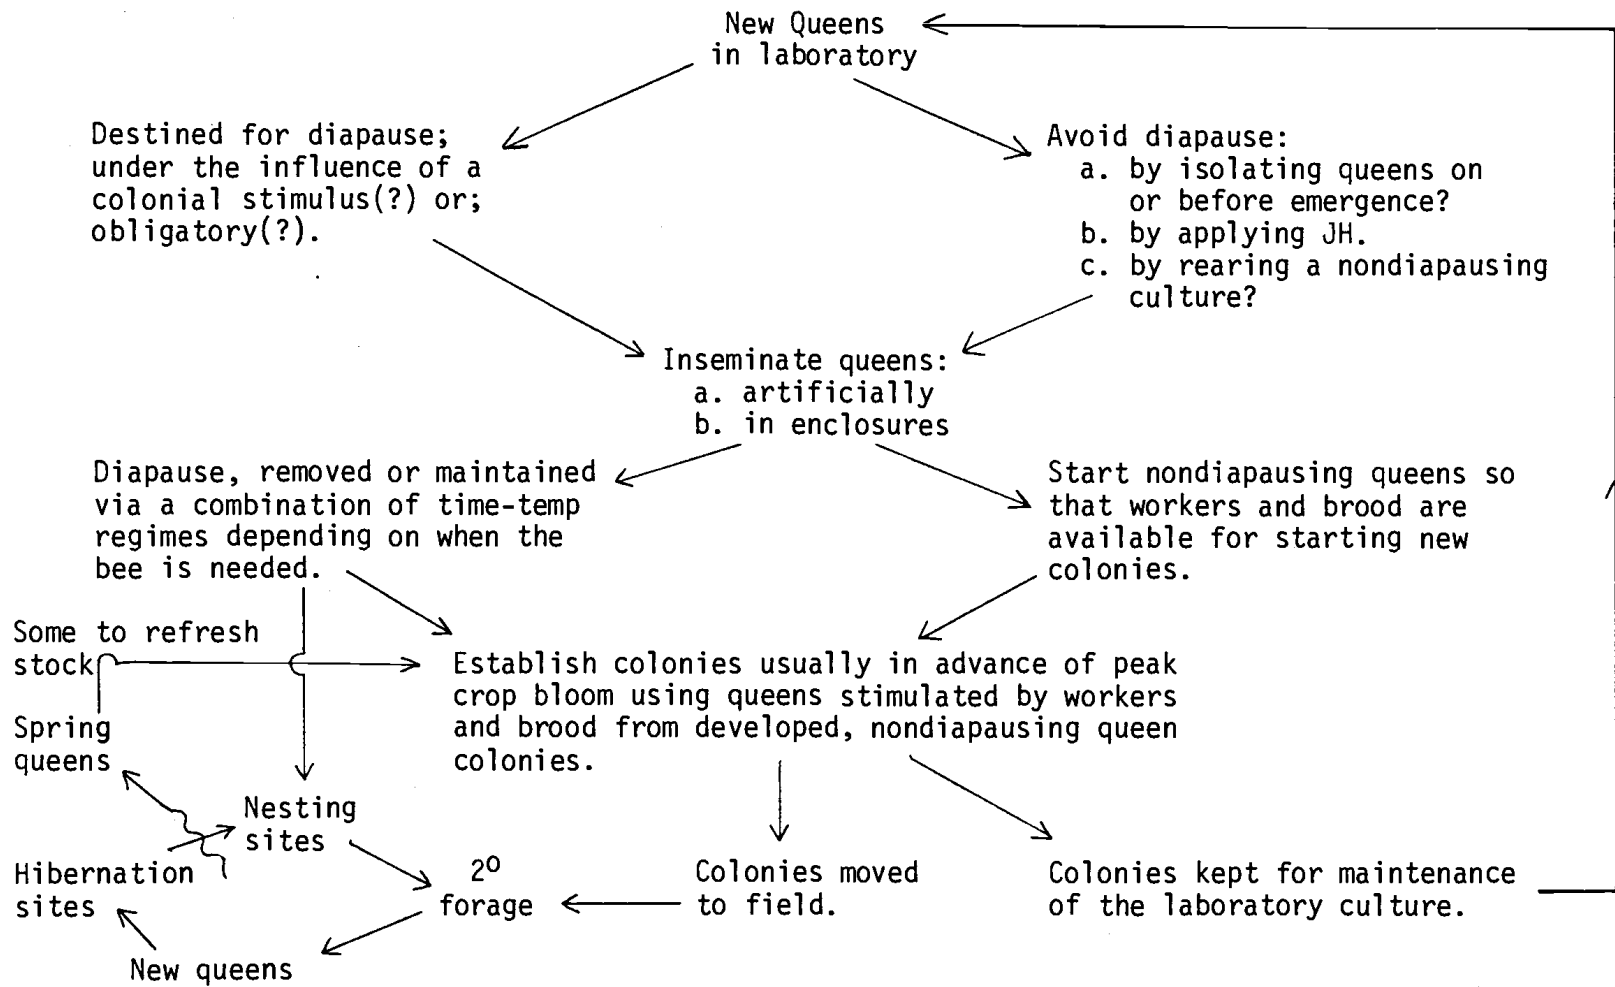 New Queens
in laboratory
Destined for diapause;
under the influence of a
colonial stimulus(?) or;
obligatory(?).
Avoid diapause:
a. by isolating queens on
or before emergence?
b. by applying JH.
c. by rearing a nondiapausing
culture?
Inseminate queens:
a. artificially
b. in enclosures
Diapause, removed or maintained
via a combination of time-temp
regimes depending on when the
bee is needed.
Start nondiapausing queens so
that workers and brood are
available for starting new
colonies.
Some to refresh
stock
Establish colonies usually in advance of peak
crop bloom using queens stimulated by workers
and brood from developed, nondiapausing queen
colonies.
Spring
queens
Nesting
sites
Hibernation
sites
2º
forage
Colonies moved
to field.
Colonies kept for maintenance
of the laboratory culture.
New queens